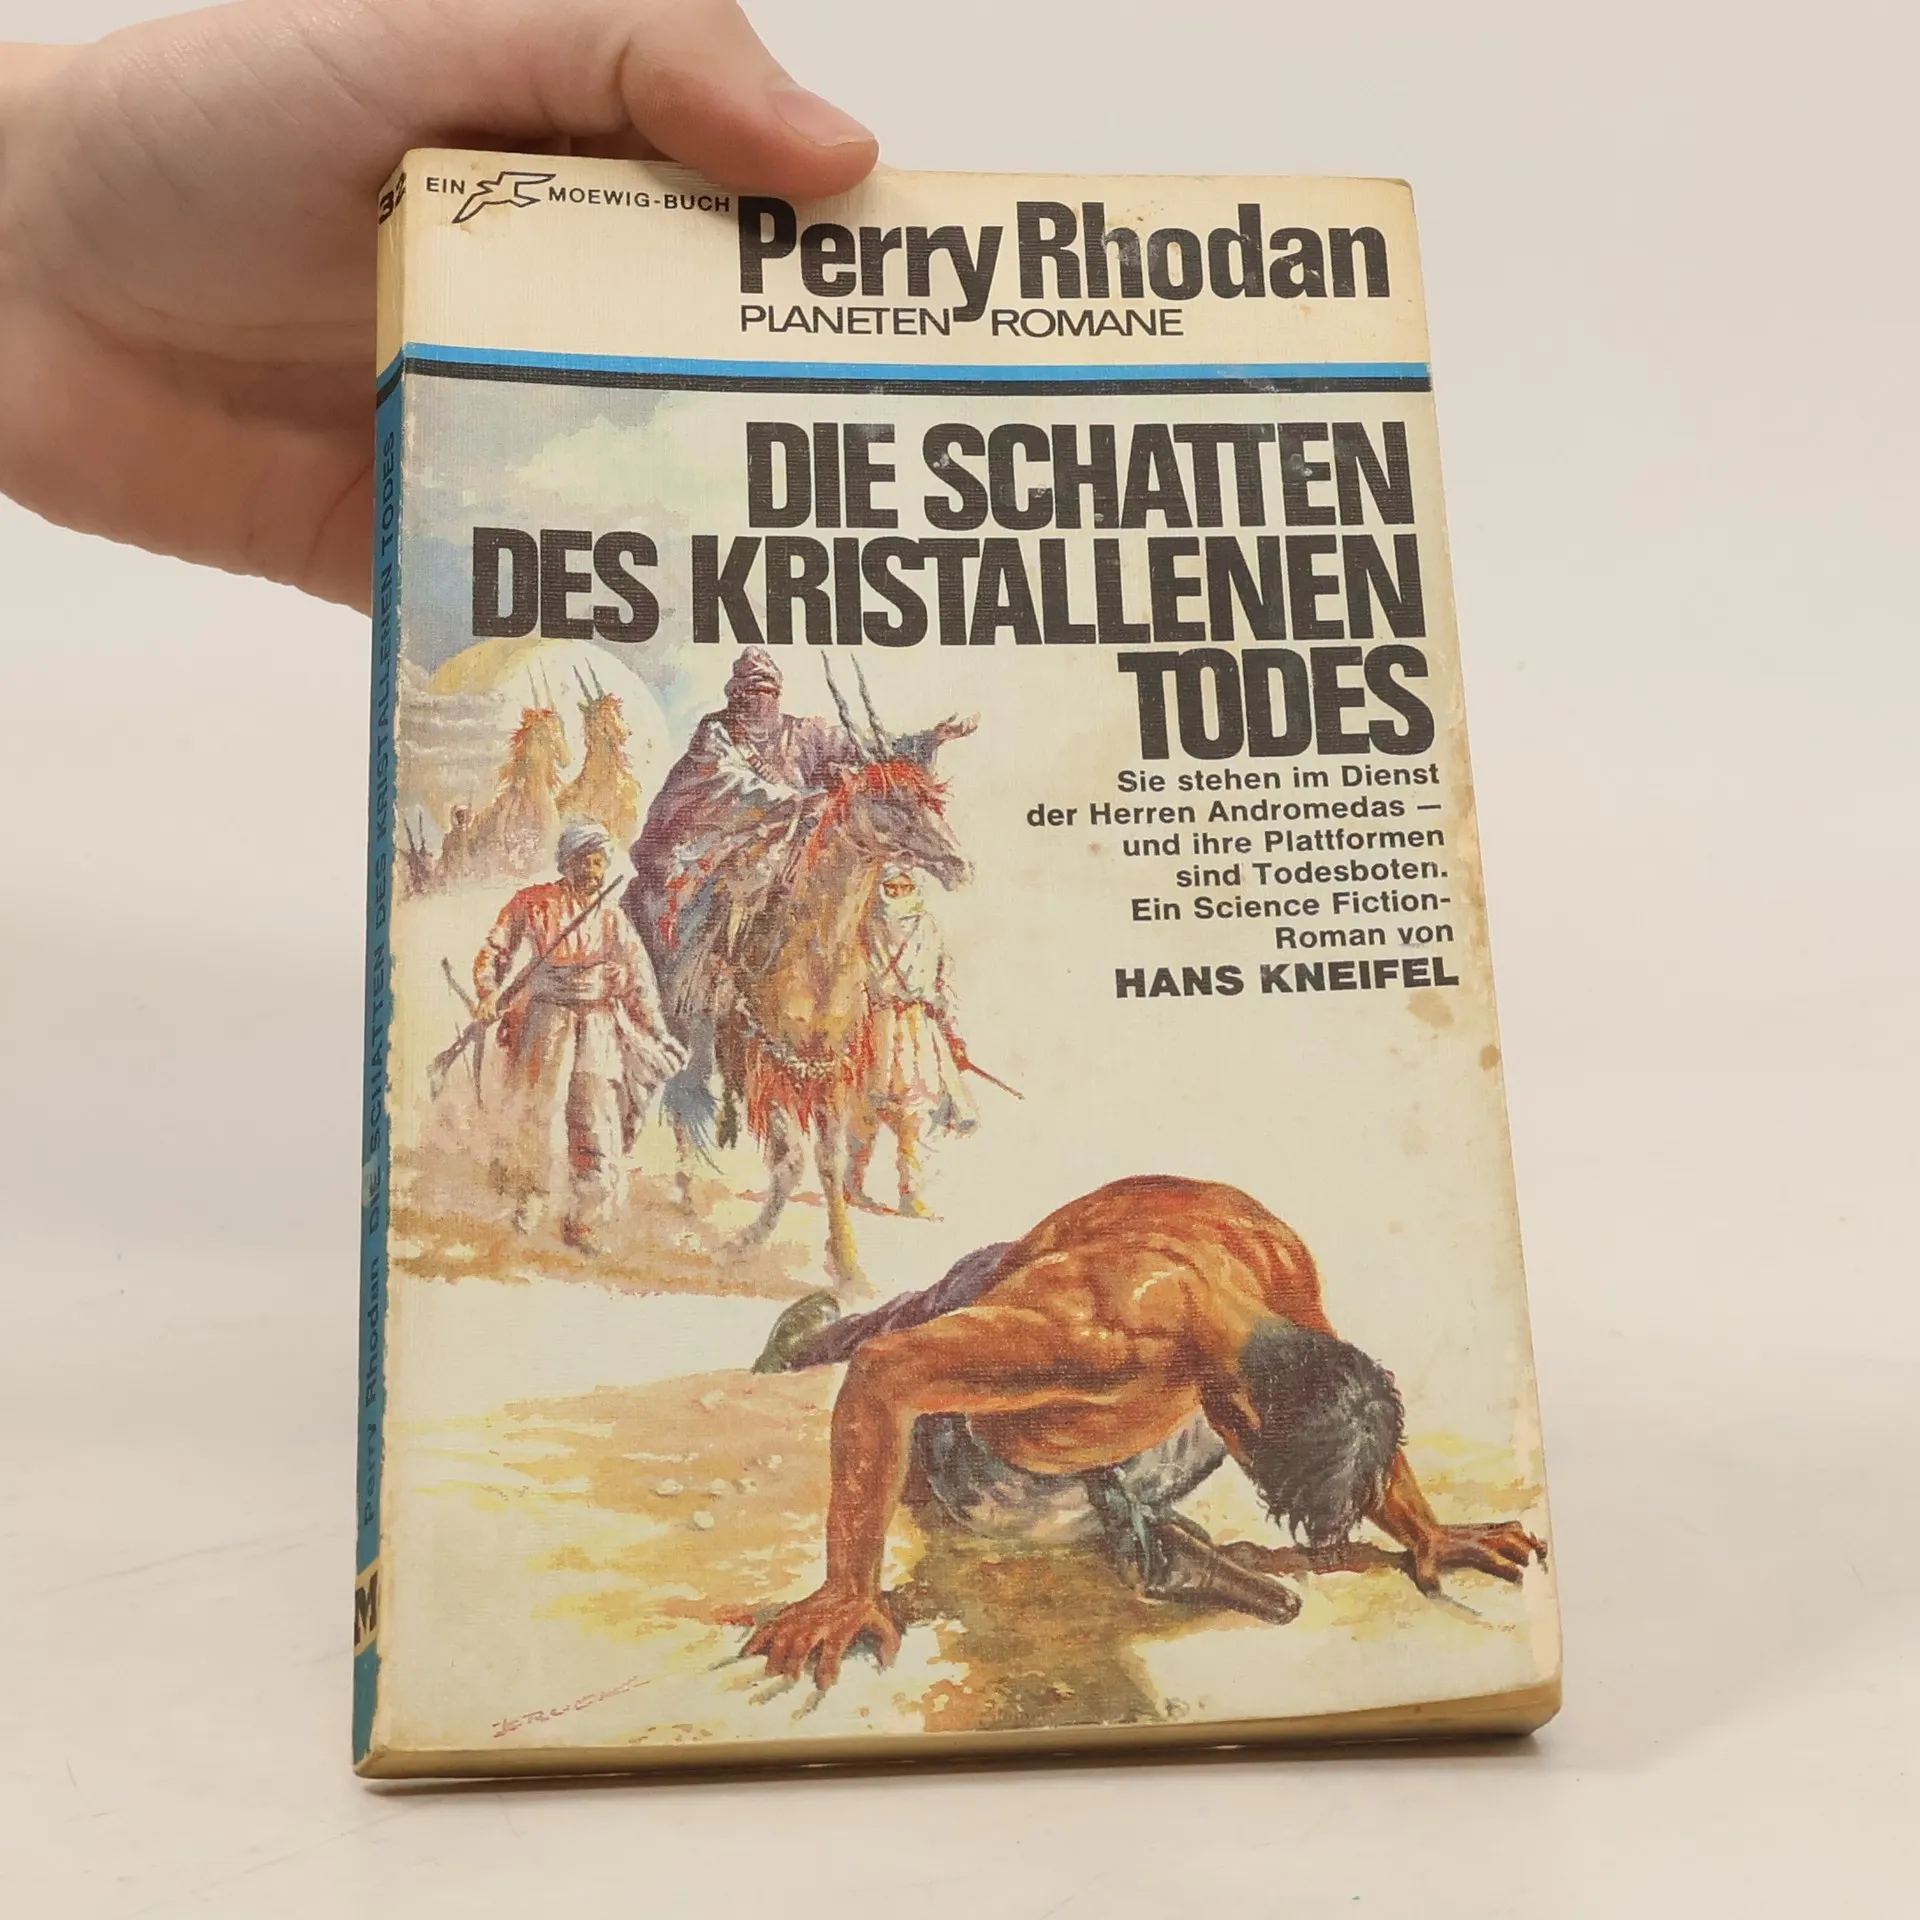 EIN MOEWIG-BUCH
Perry Rhodan
PLANETEN ROMANE
DIE SCHATTEN
DES KRISTALLENEN
TODES
Sie stehen im Dienst
der Herren Andromedas —
und ihre Plattformen
sind Todesboten.
Ein Science Fiction-
Roman von
HANS KNEIFEL
Perry Rhodan DIE SCHATTEN DES KRISTALLENEN TODES
M